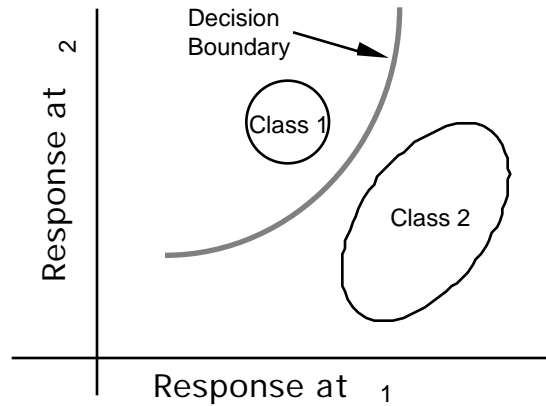 Decision
Boundary
Response at 2
Class 1
Class 2
Response at 1